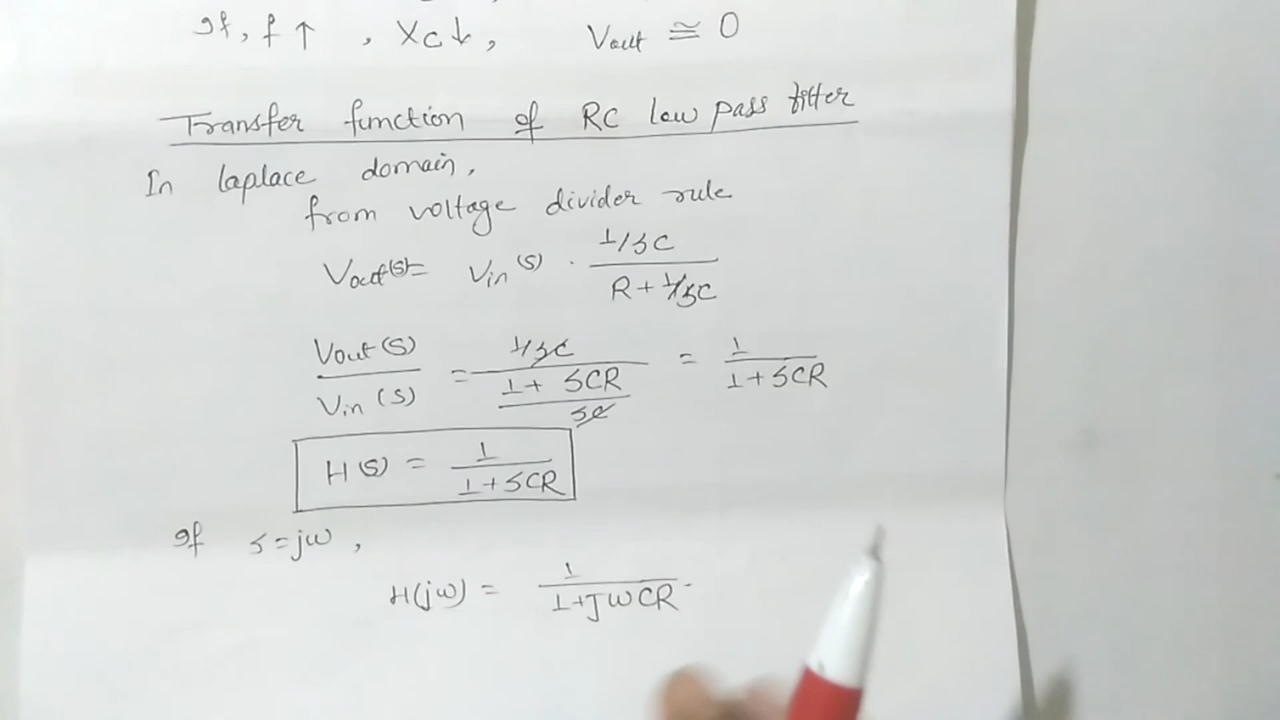 If, f ↑ , Xc↓, Vout ≅ 0
Transfer function of RC low pass filter
In laplace domain,
from voltage divider rule
Vout(s)= Vin(s) · 1/SC
R+1/SC
Vout(s) / Vin(s) = 1/SC / (1+SCR / SC) = 1 / 1+SCR
H(s) = 1 / 1+SCR
If s=jω,
H(jω) = 1 / 1+jωCR